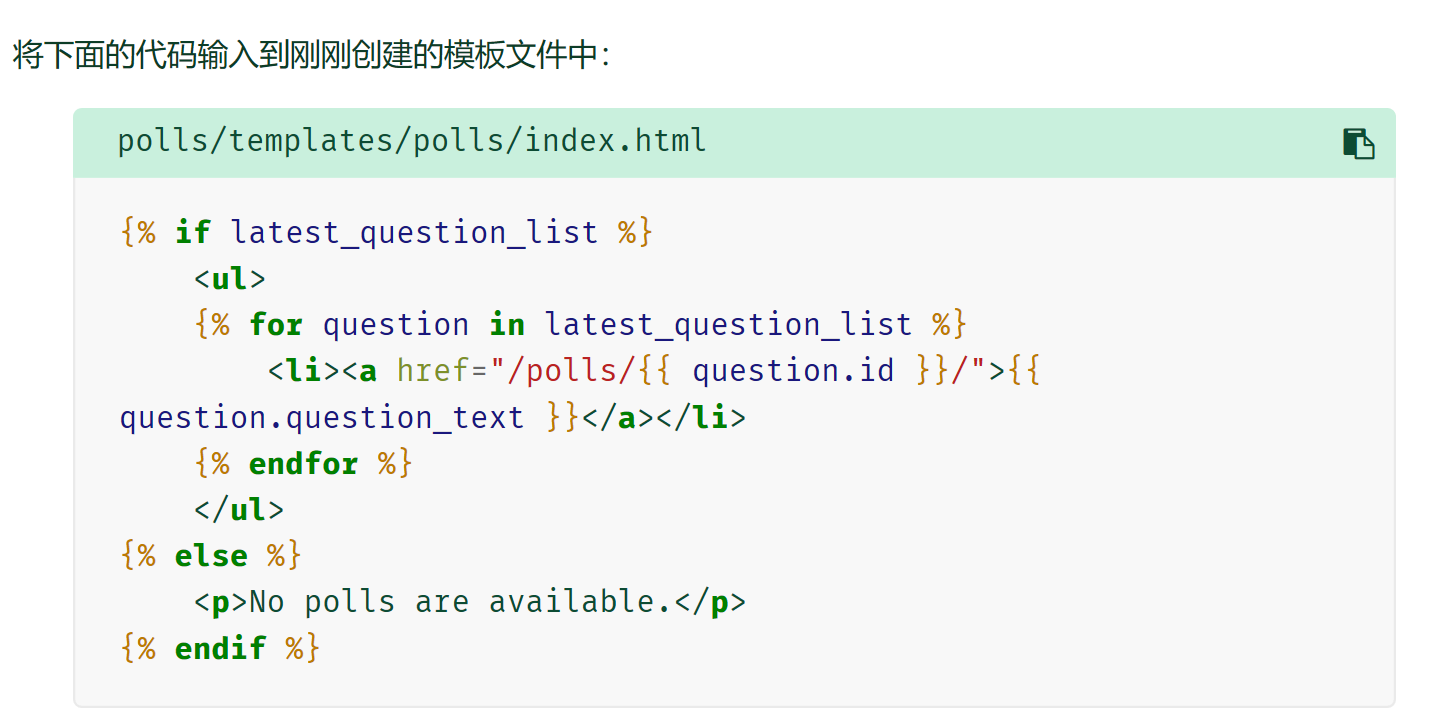 将下面的代码输入到刚刚创建的模板文件中：
polls/templates/polls/index.html
{% if latest_question_list %}
    <ul>
    {% for question in latest_question_list %}
        <li><a href="/polls/{{ question.id }}/">{{
question.question_text }}</a></li>
    {% endfor %}
    </ul>
{% else %}
    <p>No polls are available.</p>
{% endif %}